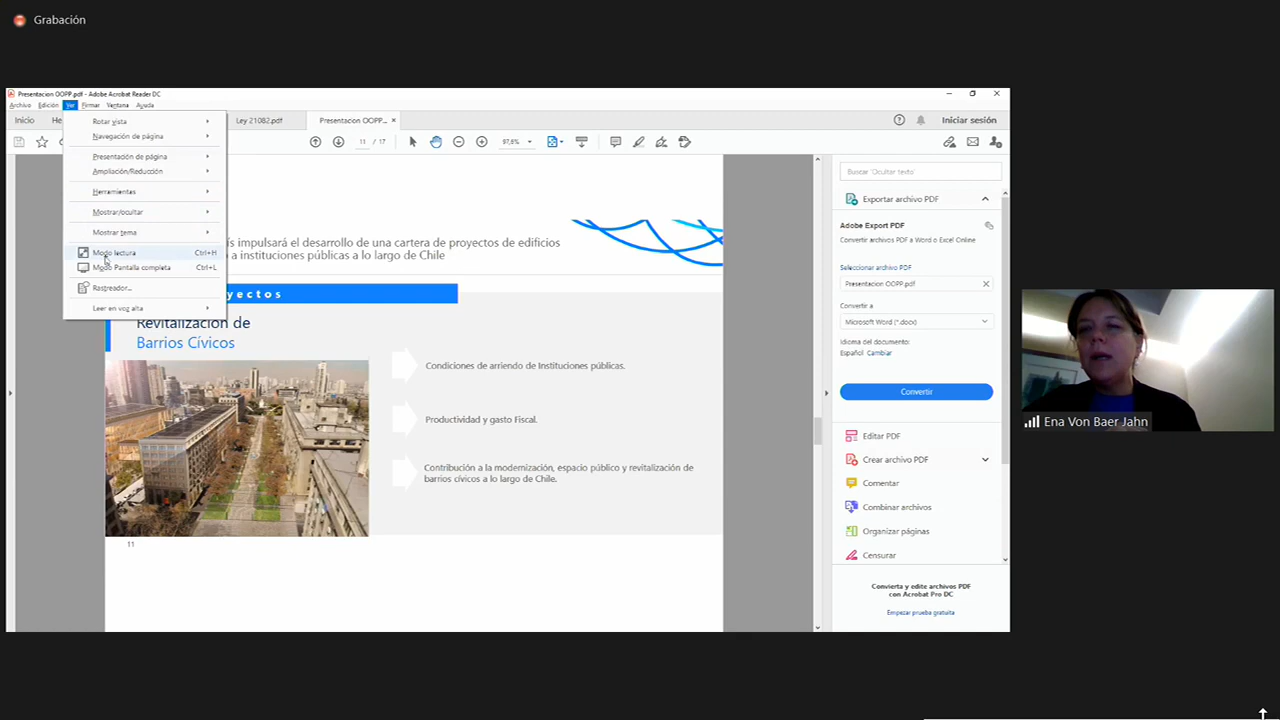 Grabación
Presentacion OOPP.pdf - Adobe Acrobat Reader DC
Archivo Edición Ver Firmar Ventana Ayuda
Inicio He Ley 21082.pdf Presentacion OOPP... × Iniciar sesión
11 / 17 97,6%
Rotar vista
Navegación de página
Presentación de página
Ampliación/Reducción
Herramientas
Mostrar/ocultar
Mostrar tema
Modo lectura Ctrl+H
Modo Pantalla completa Ctrl+L
Rastreador...
Leer en voz alta
ís impulsará el desarrollo de una cartera de proyectos de edificios
a instituciones públicas a lo largo de Chile
yectos
Revitalización de
Barrios Cívicos
Condiciones de arriendo de Instituciones públicas.
Productividad y gasto Fiscal.
Contribución a la modernización, espacio público y revitalización de
barrios cívicos a lo largo de Chile.
11
Buscar 'Ocultar texto'
Exportar archivo PDF
Adobe Export PDF
Convertir archivos PDF a Word o Excel Online
Seleccionar archivo PDF
Presentacion OOPP.pdf
Convertir a
Microsoft Word (*.docx)
Idioma del documento:
Español Cambiar
Convertir
Editar PDF
Crear archivo PDF
Comentar
Combinar archivos
Organizar páginas
Censurar
Convierta y edite archivos PDF
con Acrobat Pro DC
Empezar prueba gratuita
Ena Von Baer Jahn